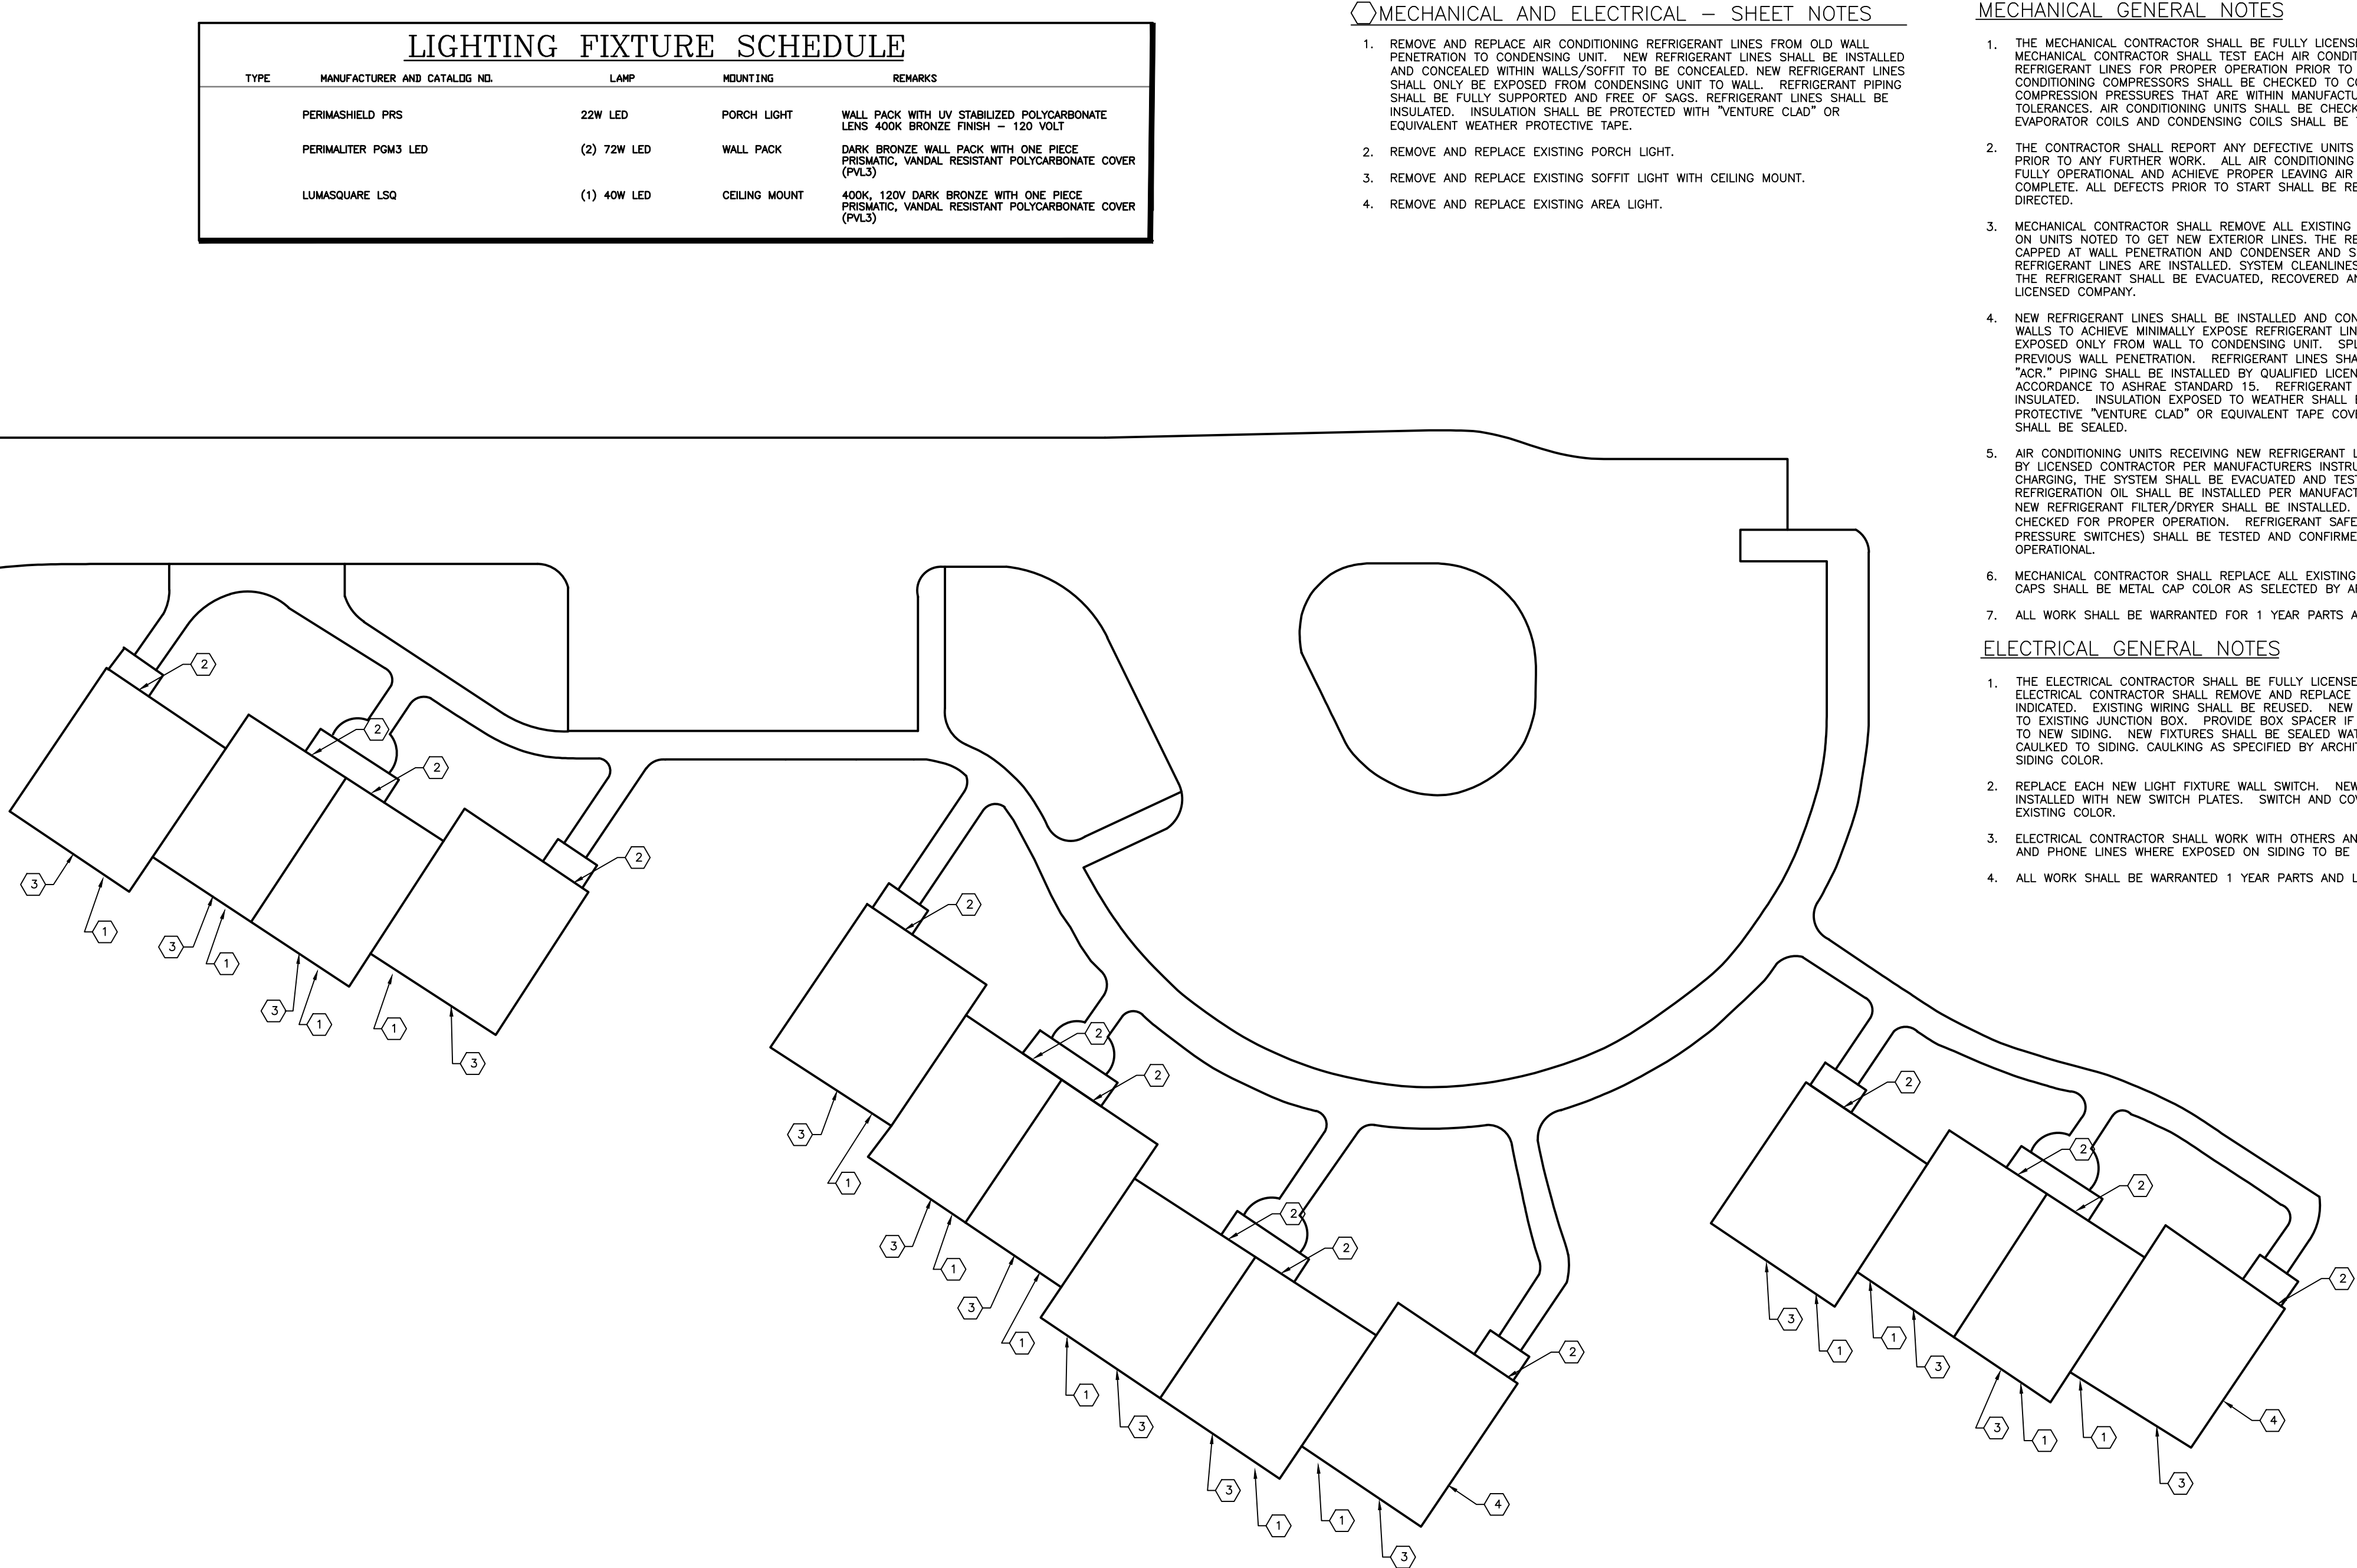 LIGHTING FIXTURE SCHEDULE
TYPE MANUFACTURER AND CATALOG NO. LAMP MOUNTING REMARKS
PERIMASHIELD PRS 22W LED PORCH LIGHT WALL PACK WITH UV STABILIZED POLYCARBONATE
LENS 400K BRONZE FINISH – 120 VOLT
PERIMALITER PGM3 LED (2) 72W LED WALL PACK DARK BRONZE WALL PACK WITH ONE PIECE
PRISMATIC, VANDAL RESISTANT POLYCARBONATE COVER
(PVL3)
LUMASQUARE LSQ (1) 40W LED CEILING MOUNT 400K, 120V DARK BRONZE WITH ONE PIECE
PRISMATIC, VANDAL RESISTANT POLYCARBONATE COVER
(PVL3)
MECHANICAL AND ELECTRICAL – SHEET NOTES
1. REMOVE AND REPLACE AIR CONDITIONING REFRIGERANT LINES FROM OLD WALL
PENETRATION TO CONDENSING UNIT. NEW REFRIGERANT LINES SHALL BE INSTALLED
AND CONCEALED WITHIN WALLS/SOFFIT TO BE CONCEALED. NEW REFRIGERANT LINES
SHALL ONLY BE EXPOSED FROM CONDENSING UNIT TO WALL. REFRIGERANT PIPING
SHALL BE FULLY SUPPORTED AND FREE OF SAGS. REFRIGERANT LINES SHALL BE
INSULATED. INSULATION SHALL BE PROTECTED WITH "VENTURE CLAD" OR
EQUIVALENT WEATHER PROTECTIVE TAPE.
2. REMOVE AND REPLACE EXISTING PORCH LIGHT.
3. REMOVE AND REPLACE EXISTING SOFFIT LIGHT WITH CEILING MOUNT.
4. REMOVE AND REPLACE EXISTING AREA LIGHT.
MECHANICAL GENERAL NOTES
1. THE MECHANICAL CONTRACTOR SHALL BE FULLY
MECHANICAL CONTRACTOR SHALL TEST EACH AIR
REFRIGERANT LINES FOR PROPER OPERATION PRIOR TO
CONDITIONING COMPRESSORS SHALL BE CHECKED TO
COMPRESSION PRESSURES THAT ARE WITHIN
TOLERANCES. AIR CONDITIONING UNITS SHALL BE
EVAPORATOR COILS AND CONDENSING COILS SHALL BE
2. THE CONTRACTOR SHALL REPORT ANY DEFECTIVE UNITS
PRIOR TO ANY FURTHER WORK. ALL AIR CONDITIONING
FULLY OPERATIONAL AND ACHIEVE PROPER LEAVING AIR
COMPLETE. ALL DEFECTS PRIOR TO START SHALL BE
DIRECTED.
3. MECHANICAL CONTRACTOR SHALL REMOVE ALL EXISTING
ON UNITS NOTED TO GET NEW EXTERIOR LINES. THE
CAPPED AT WALL PENETRATION AND CONDENSER AND
REFRIGERANT LINES ARE INSTALLED. SYSTEM
THE REFRIGERANT SHALL BE EVACUATED, RECOVERED
LICENSED COMPANY.
4. NEW REFRIGERANT LINES SHALL BE INSTALLED AND
WALLS TO ACHIEVE MINIMALLY EXPOSE REFRIGERANT
EXPOSED ONLY FROM WALL TO CONDENSING UNIT.
PREVIOUS WALL PENETRATION. REFRIGERANT LINES
"ACR." PIPING SHALL BE INSTALLED BY QUALIFIED
ACCORDANCE TO ASHRAE STANDARD 15. REFRIGERANT
INSULATED. INSULATION EXPOSED TO WEATHER SHALL
PROTECTIVE "VENTURE CLAD" OR EQUIVALENT TAPE
SHALL BE SEALED.
5. AIR CONDITIONING UNITS RECEIVING NEW REFRIGERANT
BY LICENSED CONTRACTOR PER MANUFACTURERS
CHARGING, THE SYSTEM SHALL BE EVACUATED AND
REFRIGERATION OIL SHALL BE INSTALLED PER
NEW REFRIGERANT FILTER/DRYER SHALL BE INSTALLED.
CHECKED FOR PROPER OPERATION. REFRIGERANT
PRESSURE SWITCHES) SHALL BE TESTED AND
OPERATIONAL.
6. MECHANICAL CONTRACTOR SHALL REPLACE ALL EXISTING
CAPS SHALL BE METAL CAP COLOR AS SELECTED BY
7. ALL WORK SHALL BE WARRANTED FOR 1 YEAR PARTS
ELECTRICAL GENERAL NOTES
1. THE ELECTRICAL CONTRACTOR SHALL BE FULLY
ELECTRICAL CONTRACTOR SHALL REMOVE AND REPLACE
INDICATED. EXISTING WIRING SHALL BE REUSED. NEW
TO EXISTING JUNCTION BOX. PROVIDE BOX SPACER IF
TO NEW SIDING. NEW FIXTURES SHALL BE SEALED
CAULKED TO SIDING. CAULKING AS SPECIFIED BY
SIDING COLOR.
2. REPLACE EACH NEW LIGHT FIXTURE WALL SWITCH. NEW
INSTALLED WITH NEW SWITCH PLATES. SWITCH AND
EXISTING COLOR.
3. ELECTRICAL CONTRACTOR SHALL WORK WITH OTHERS
AND PHONE LINES WHERE EXPOSED ON SIDING TO BE
4. ALL WORK SHALL BE WARRANTED 1 YEAR PARTS AND
2
2
2
2
3
1
3
1
3
1
1
3
2
2
2
2
2
2
3
1
3
1
3
1
1
3
3
1
1
3
4
2
2
2
2
3
1
1
3
3
1
1
3
4